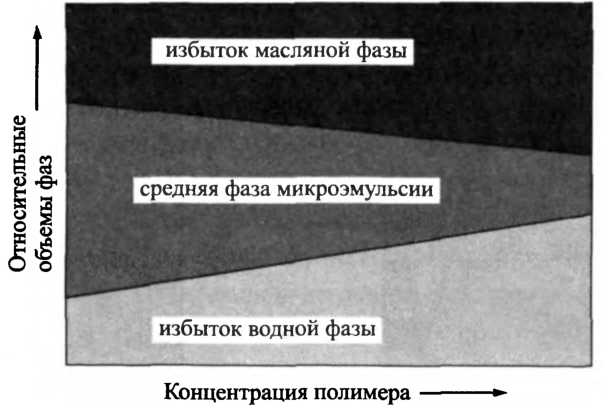 избыток масляной фазы
средняя фаза микроэмульсии
избыток водной фазы
Относительные
объемы фаз
Концентрация полимера